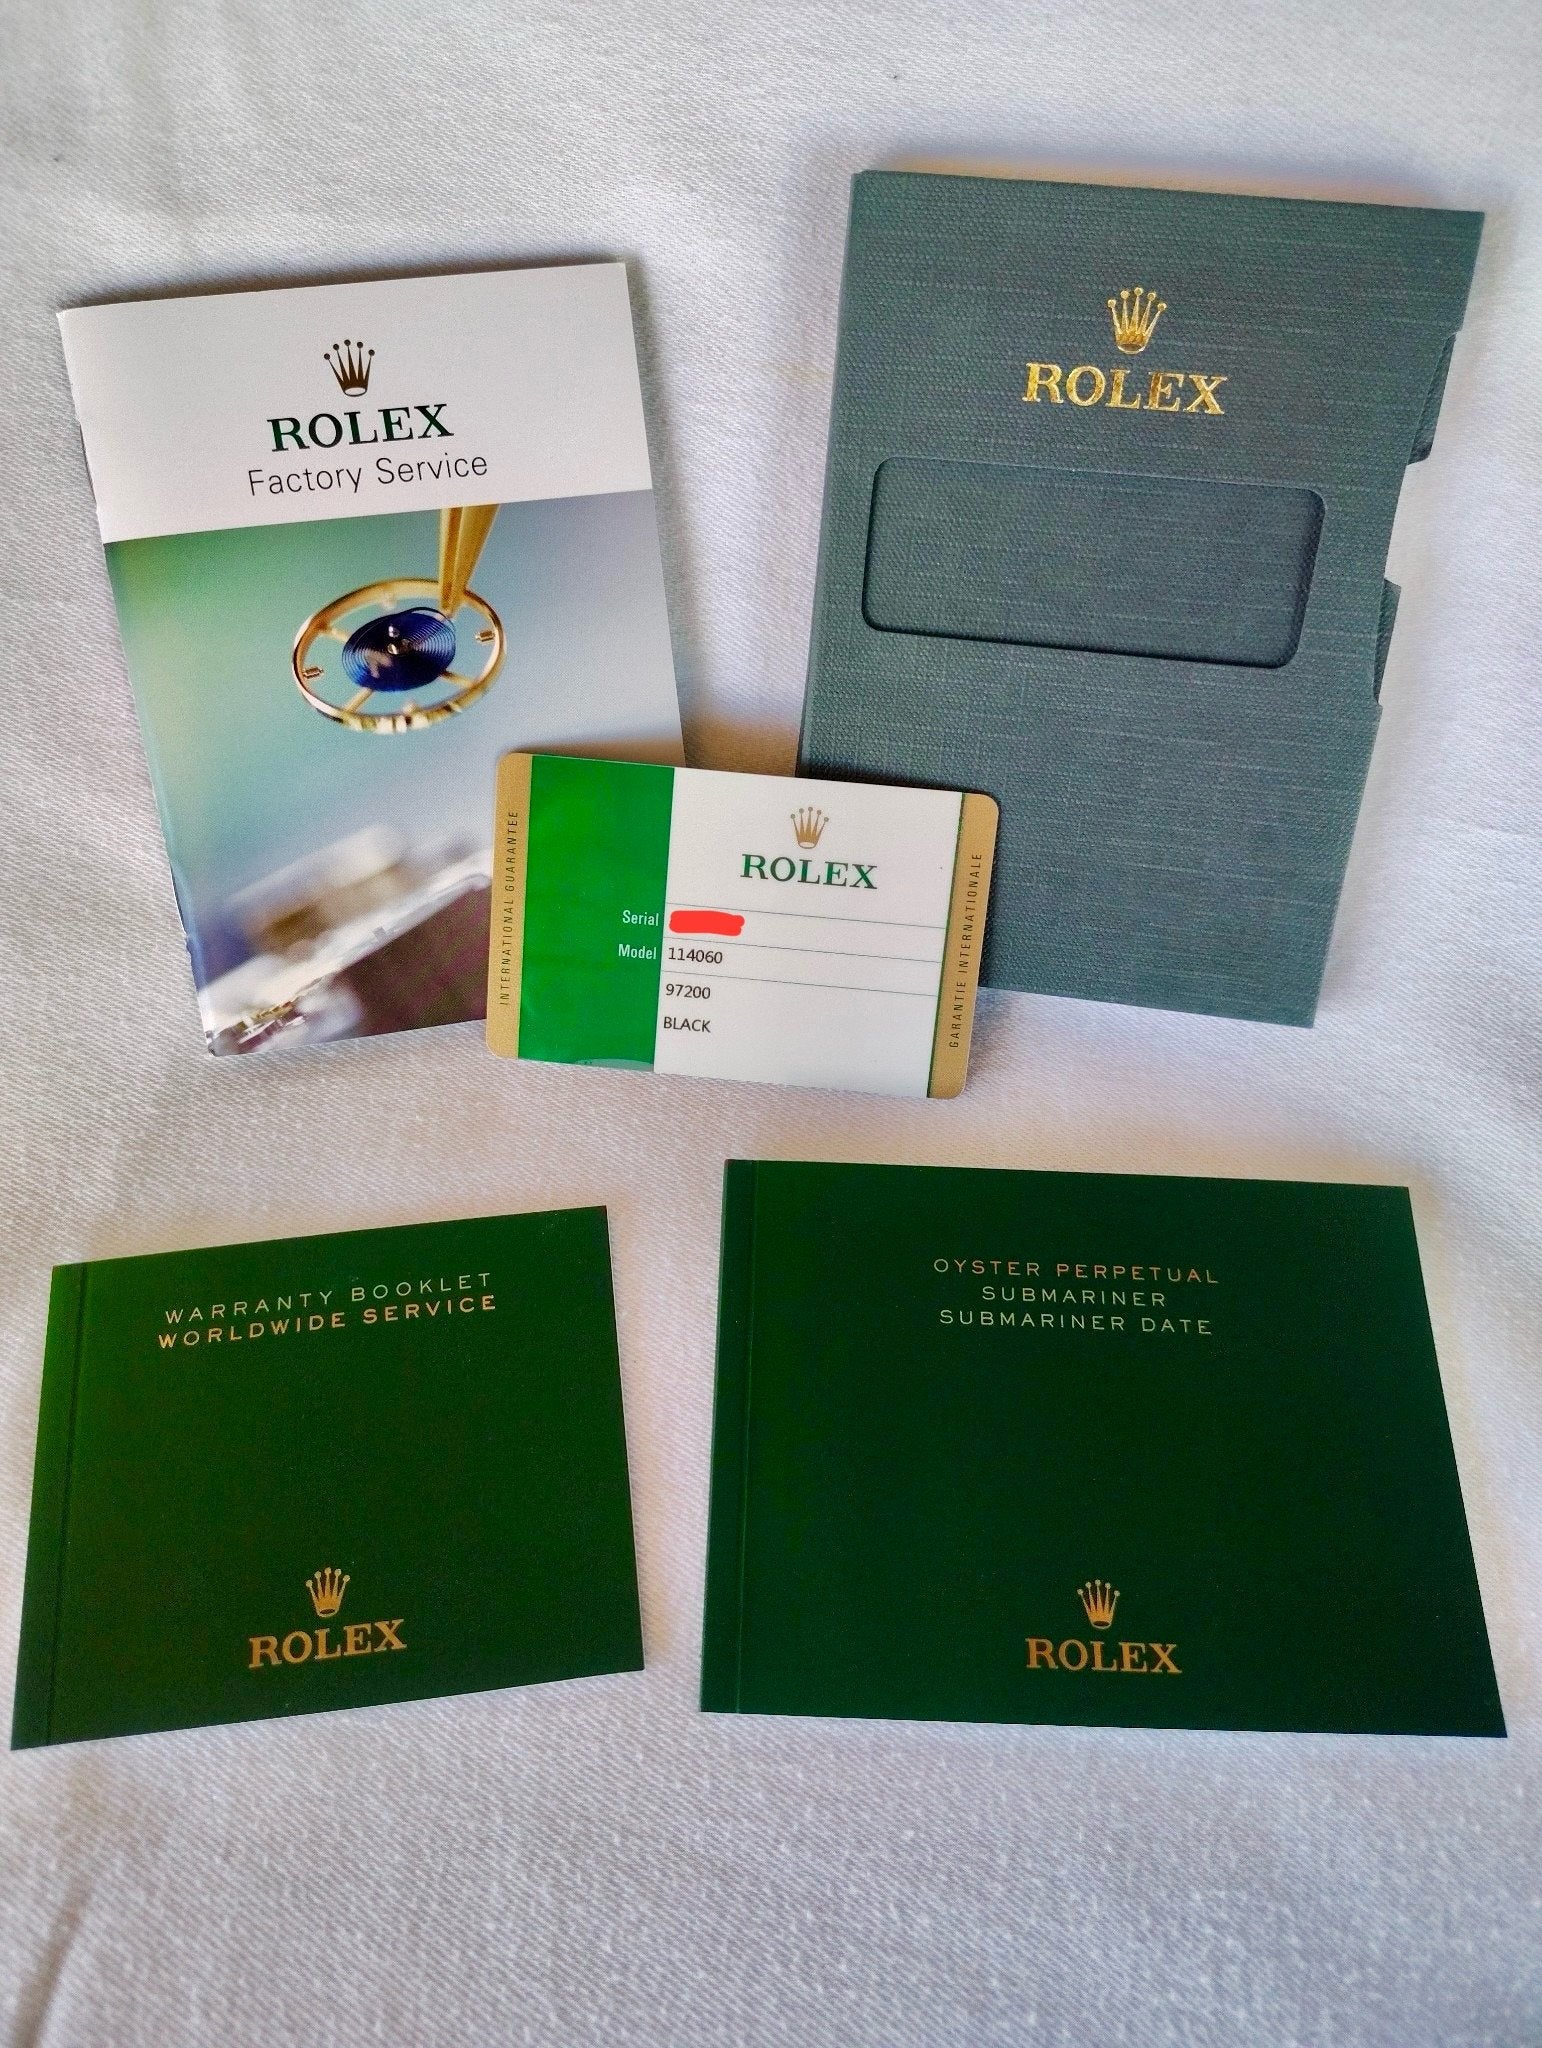 ROLEX
Factory Service
ROLEX
INTERNATIONAL GUARANTEE
ROLEX
Serial
Model 114060
97200
BLACK
GARANTIE INTERNATIONALE
WARRANTY BOOKLET
WORLDWIDE SERVICE
ROLEX
OYSTER PERPETUAL
SUBMARINER
SUBMARINER DATE
ROLEX